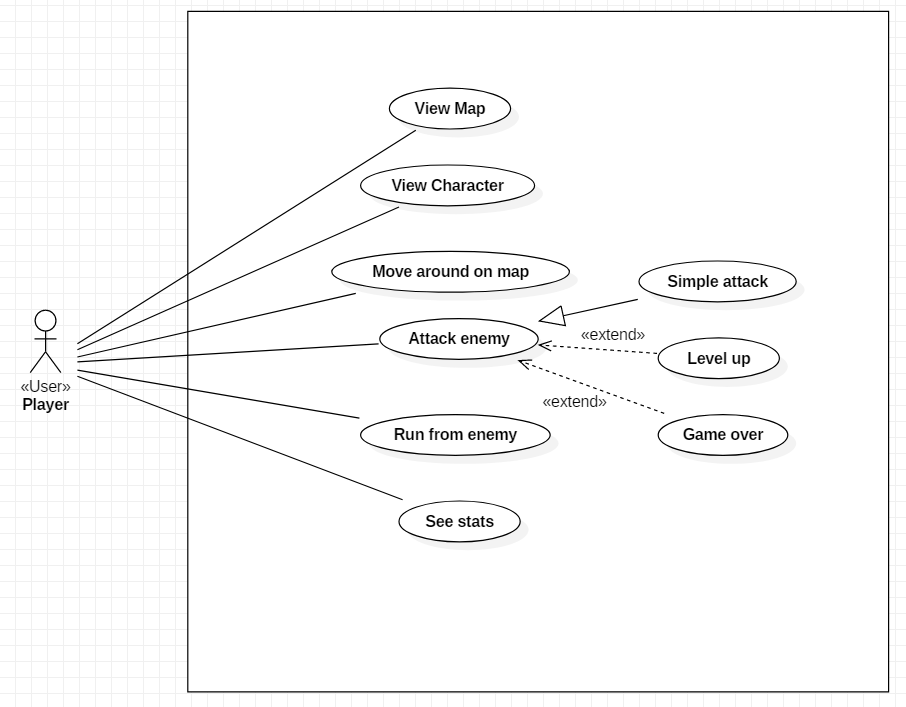 View Map
View Character
Move around on map
Simple attack
Attack enemy
«extend»
Level up
«User»
Player
«extend»
Run from enemy
Game over
See stats